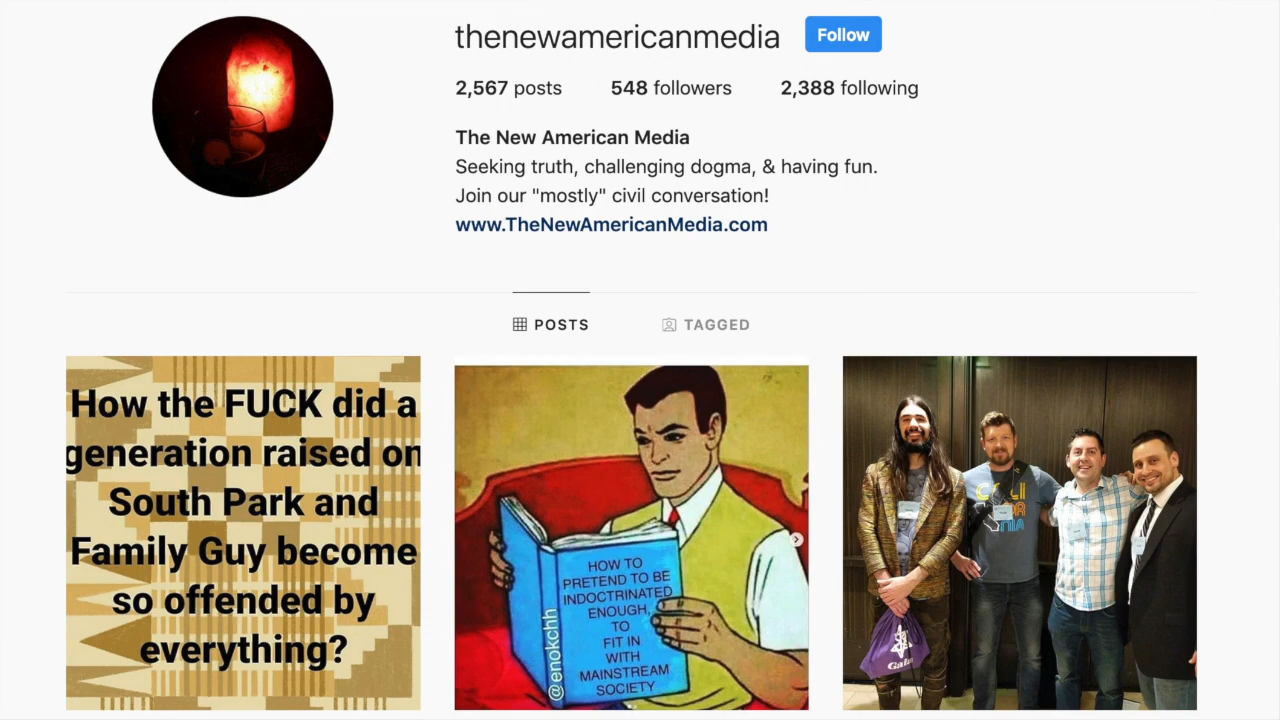 thenewamericanmedia
Follow
2,567 posts
548 followers
2,388 following
The New American Media
Seeking truth, challenging dogma, & having fun.
Join our "mostly" civil conversation!
www.TheNewAmericanMedia.com
POSTS
TAGGED
How the FUCK did a
generation raised on
South Park and
Family Guy become
so offended by
everything?
HOW TO
PRETEND TO BE
INDOCTRINATED
ENOUGH,
TO
FIT IN
WITH
MAINSTREAM
SOCIETY
@enokchh